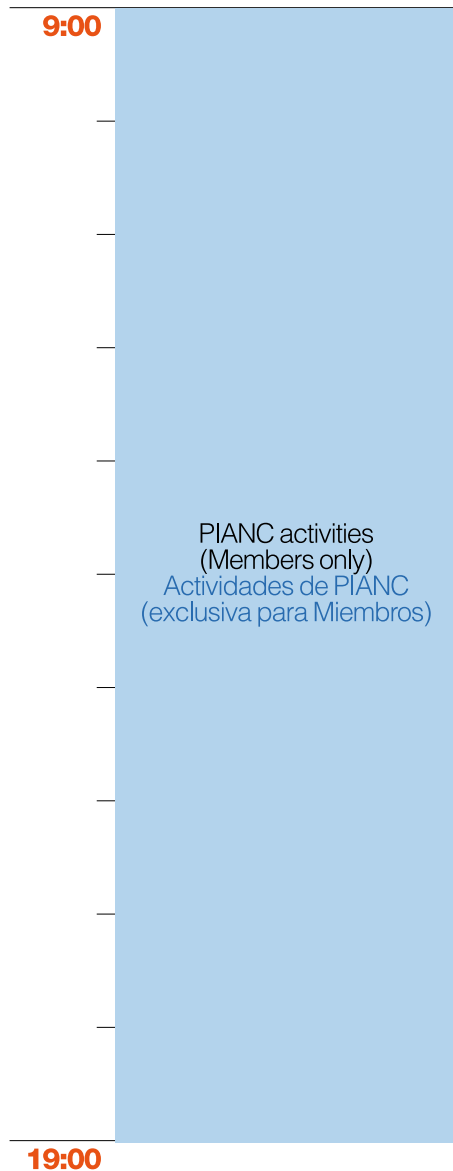 9:00
PIANC activities
(Members only)
Actividades de PIANC
(exclusiva para Miembros)
19:00